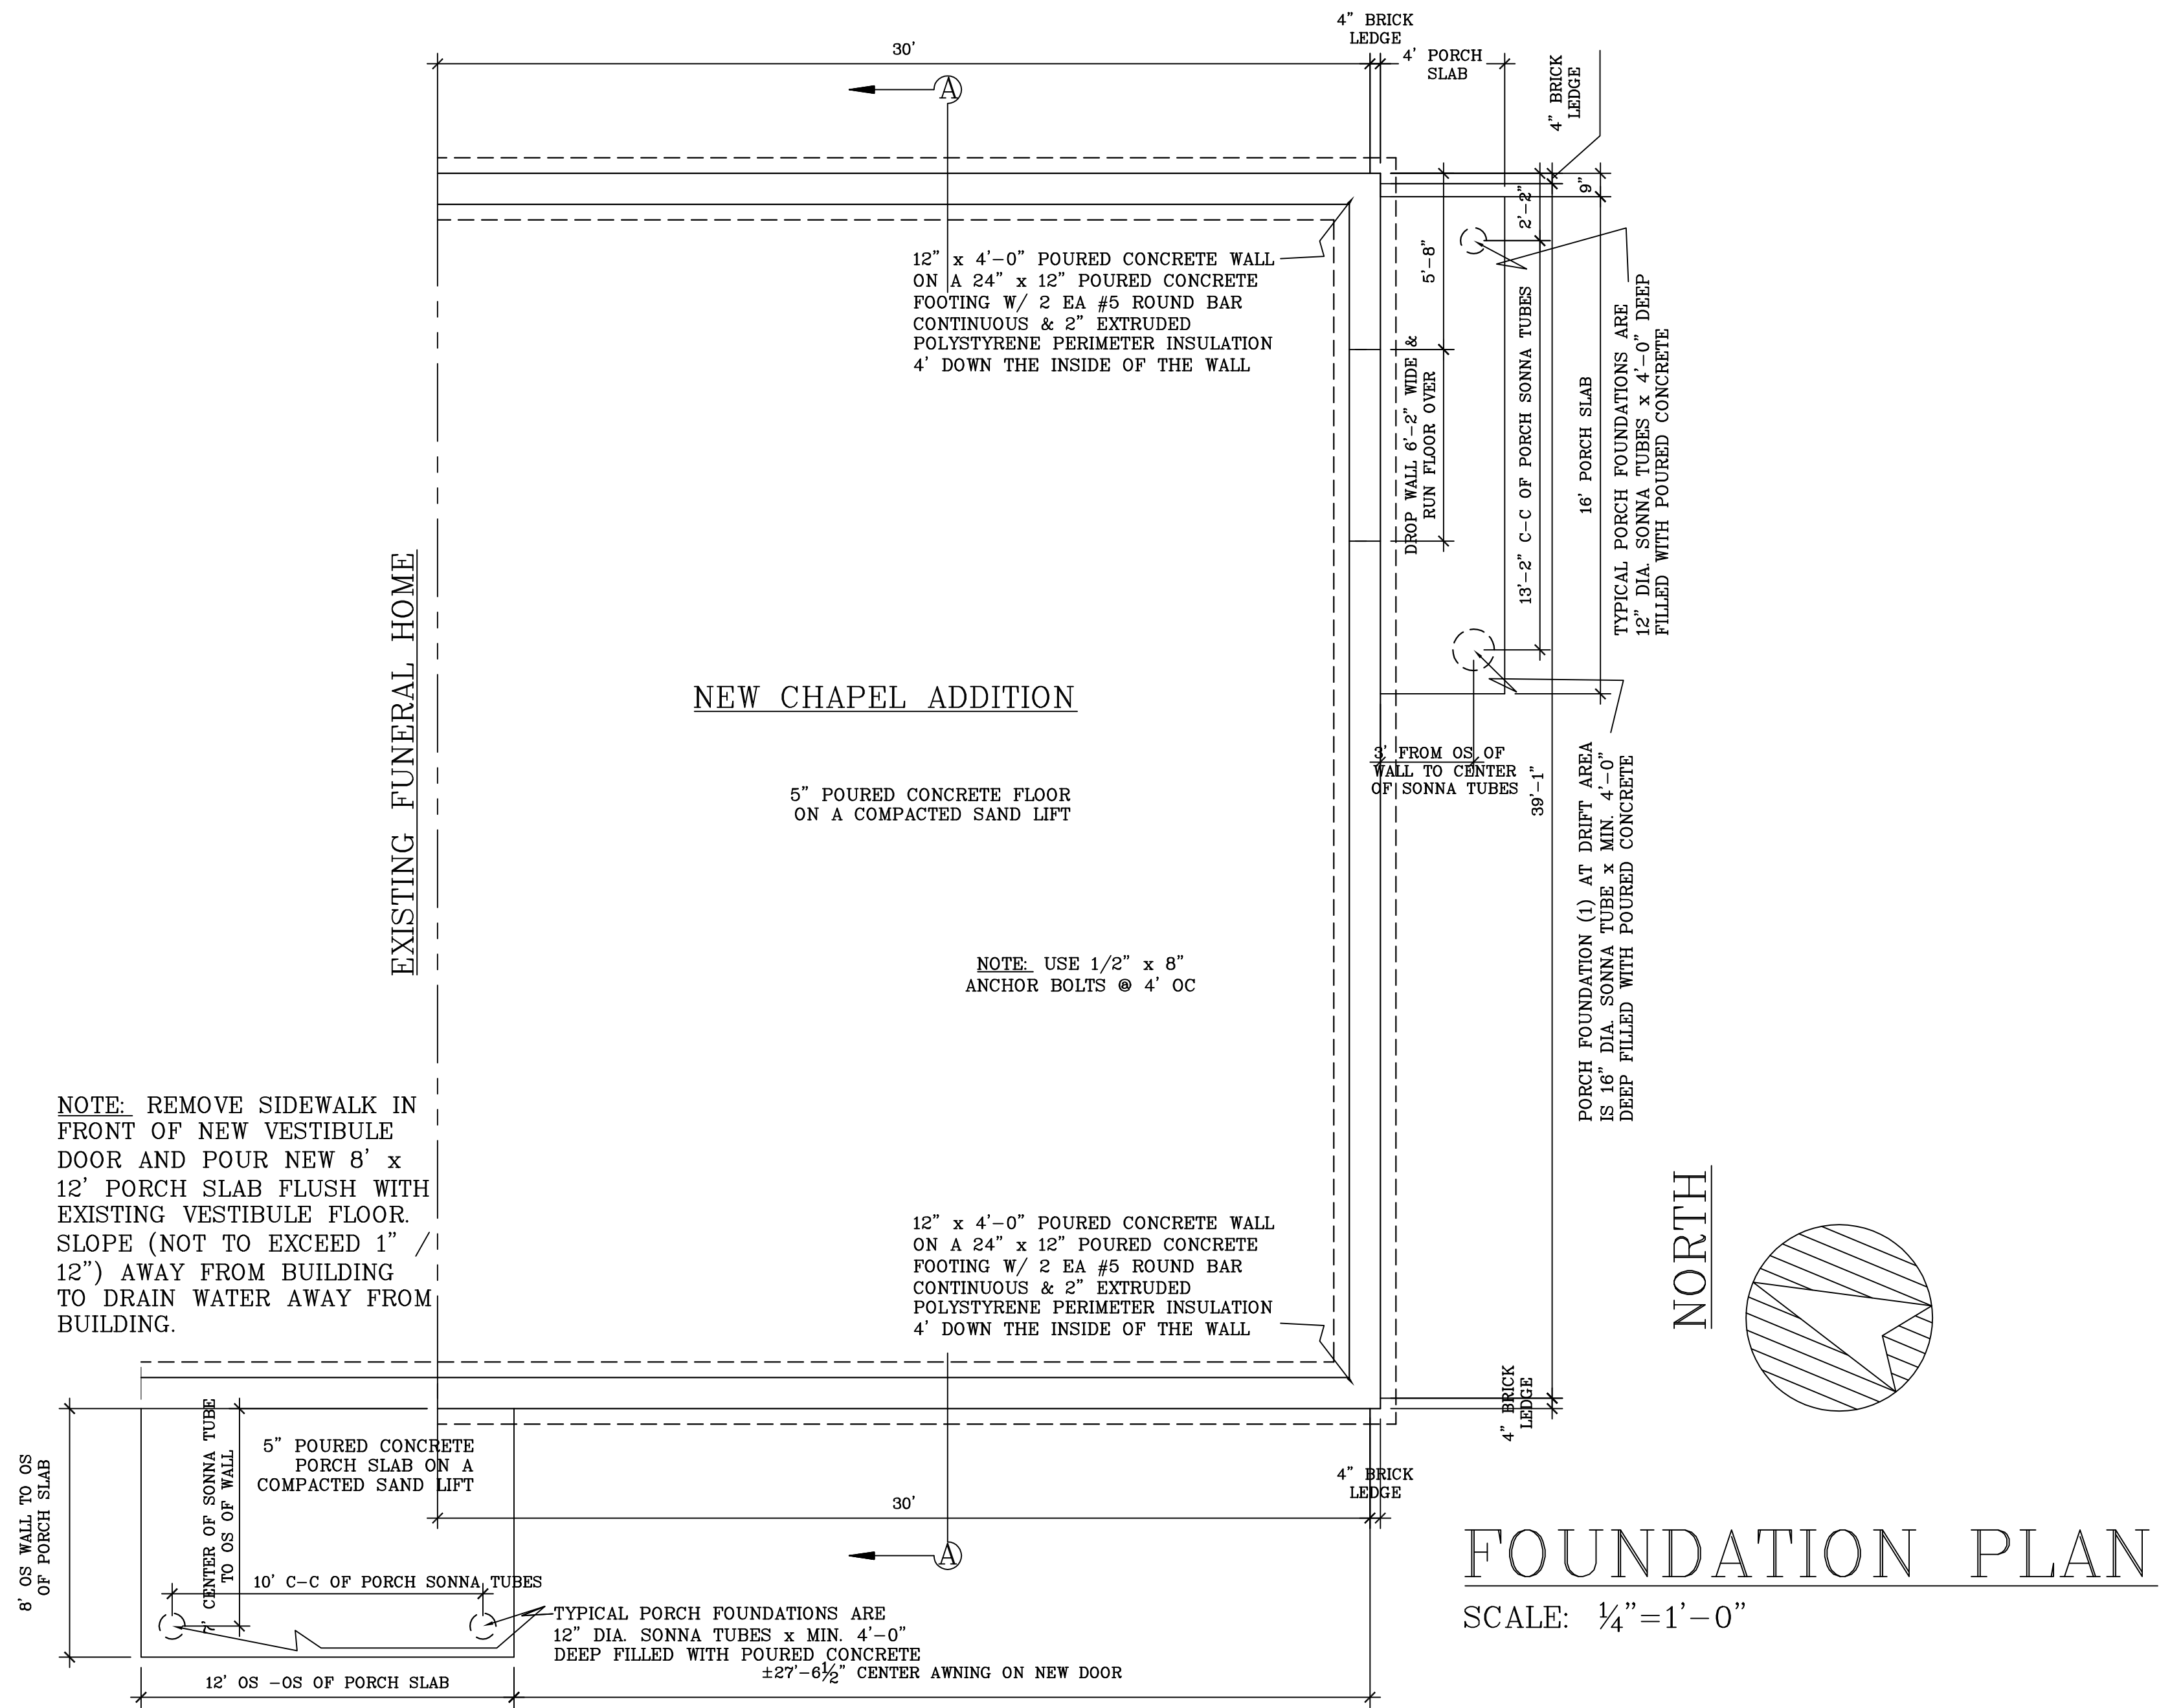 4" BRICK
LEDGE
30'
4' PORCH
SLAB
4" BRICK
LEDGE
A
9"
2'-2"
5'-8"
12" x 4'-0" POURED CONCRETE WALL
ON A 24" x 12" POURED CONCRETE
FOOTING W/ 2 EA #5 ROUND BAR
CONTINUOUS & 2" EXTRUDED
POLYSTYRENE PERIMETER INSULATION
4' DOWN THE INSIDE OF THE WALL
DROP WALL 6'-2" WIDE &
RUN FLOOR OVER
13'-2" C-C OF PORCH SONNA TUBES
16' PORCH SLAB
TYPICAL PORCH FOUNDATIONS ARE
12" DIA. SONNA TUBES x 4'-0" DEEP
FILLED WITH POURED CONCRETE
EXISTING FUNERAL HOME
NEW CHAPEL ADDITION
3' FROM OS OF
WALL TO CENTER
OF SONNA TUBES
39'-1"
5" POURED CONCRETE FLOOR
ON A COMPACTED SAND LIFT
PORCH FOUNDATION (1) AT DRIFT AREA
IS 16" DIA. SONNA TUBE x MIN. 4'-0"
DEEP FILLED WITH POURED CONCRETE
NOTE: USE 1/2" x 8"
ANCHOR BOLTS @ 4' OC
NOTE: REMOVE SIDEWALK IN
FRONT OF NEW VESTIBULE
DOOR AND POUR NEW 8' x
12' PORCH SLAB FLUSH WITH
EXISTING VESTIBULE FLOOR.
SLOPE (NOT TO EXCEED 1" /
12") AWAY FROM BUILDING
TO DRAIN WATER AWAY FROM
BUILDING.
12" x 4'-0" POURED CONCRETE WALL
ON A 24" x 12" POURED CONCRETE
FOOTING W/ 2 EA #5 ROUND BAR
CONTINUOUS & 2" EXTRUDED
POLYSTYRENE PERIMETER INSULATION
4' DOWN THE INSIDE OF THE WALL
NORTH
4" BRICK
LEDGE
8' OS WALL TO OS
OF PORCH SLAB
7' CENTER OF SONNA TUBE
TO OS OF WALL
5" POURED CONCRETE
PORCH SLAB ON A
COMPACTED SAND LIFT
4" BRICK
LEDGE
30'
A
10' C-C OF PORCH SONNA TUBES
TYPICAL PORCH FOUNDATIONS ARE
12" DIA. SONNA TUBES x MIN. 4'-0"
DEEP FILLED WITH POURED CONCRETE
±27'-6½" CENTER AWNING ON NEW DOOR
12' OS -OS OF PORCH SLAB
FOUNDATION PLAN
SCALE: ¼"=1'-0"